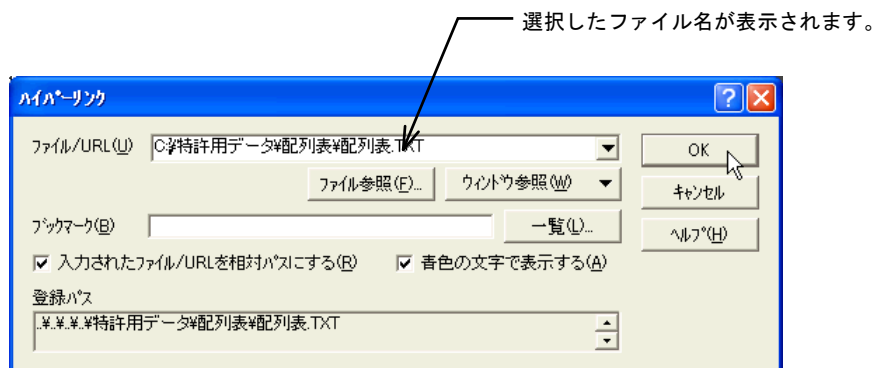 選択したファイル名が表示されます。
ﾊｲﾊﾟｰﾘﾝｸ
ﾌｧｲﾙ/URL(U) C:¥特許用データ¥配列表¥配列表.TXT OK
ファイル参照(F)... ｳｨﾝﾄﾞｳ参照(W) ｷｬﾝｾﾙ
ﾌﾞｯｸﾏｰｸ(B) 一覧(L)... ﾍﾙﾌﾟ(H)
入力されたﾌｧｲﾙ/URLを相対ﾊﾟｽにする(R) 青色の文字で表示する(A)
登録ﾊﾟｽ
..¥..¥..¥..¥特許用データ¥配列表¥配列表.TXT